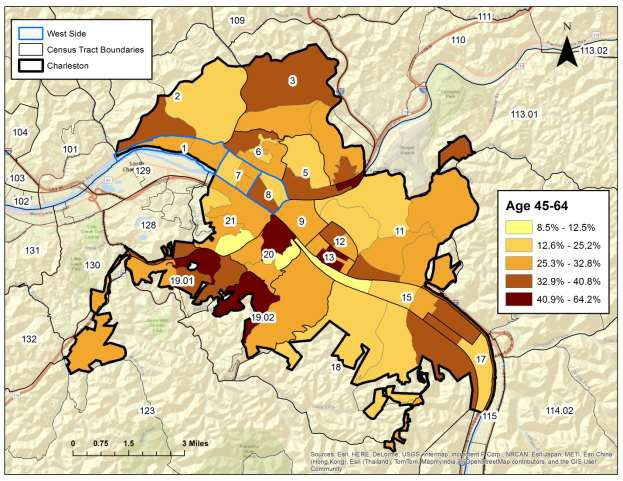 West Side
Census Tract Boundaries
Charleston
N
109
111
110
113.02
3
2
113.01
104
101
1
6
129
5
103
7
102
8
128
21
9
11
12
131
20
13
130
19.01
15
19.02
132
17
18
123
115
114.02
Age 45-64
8.5% - 12.5%
12.6% - 25.2%
25.3% - 32.8%
32.9% - 40.8%
40.9% - 64.2%
0 0.75 1.5 3 Miles
Sources: Esri, HERE, DeLorme, USGS, Intermap, increment P Corp., NRCAN, Esri Japan, METI, Esri China
(Hong Kong), Esri (Thailand), TomTom, MapmyIndia, © OpenStreetMap contributors, and the GIS User
Community